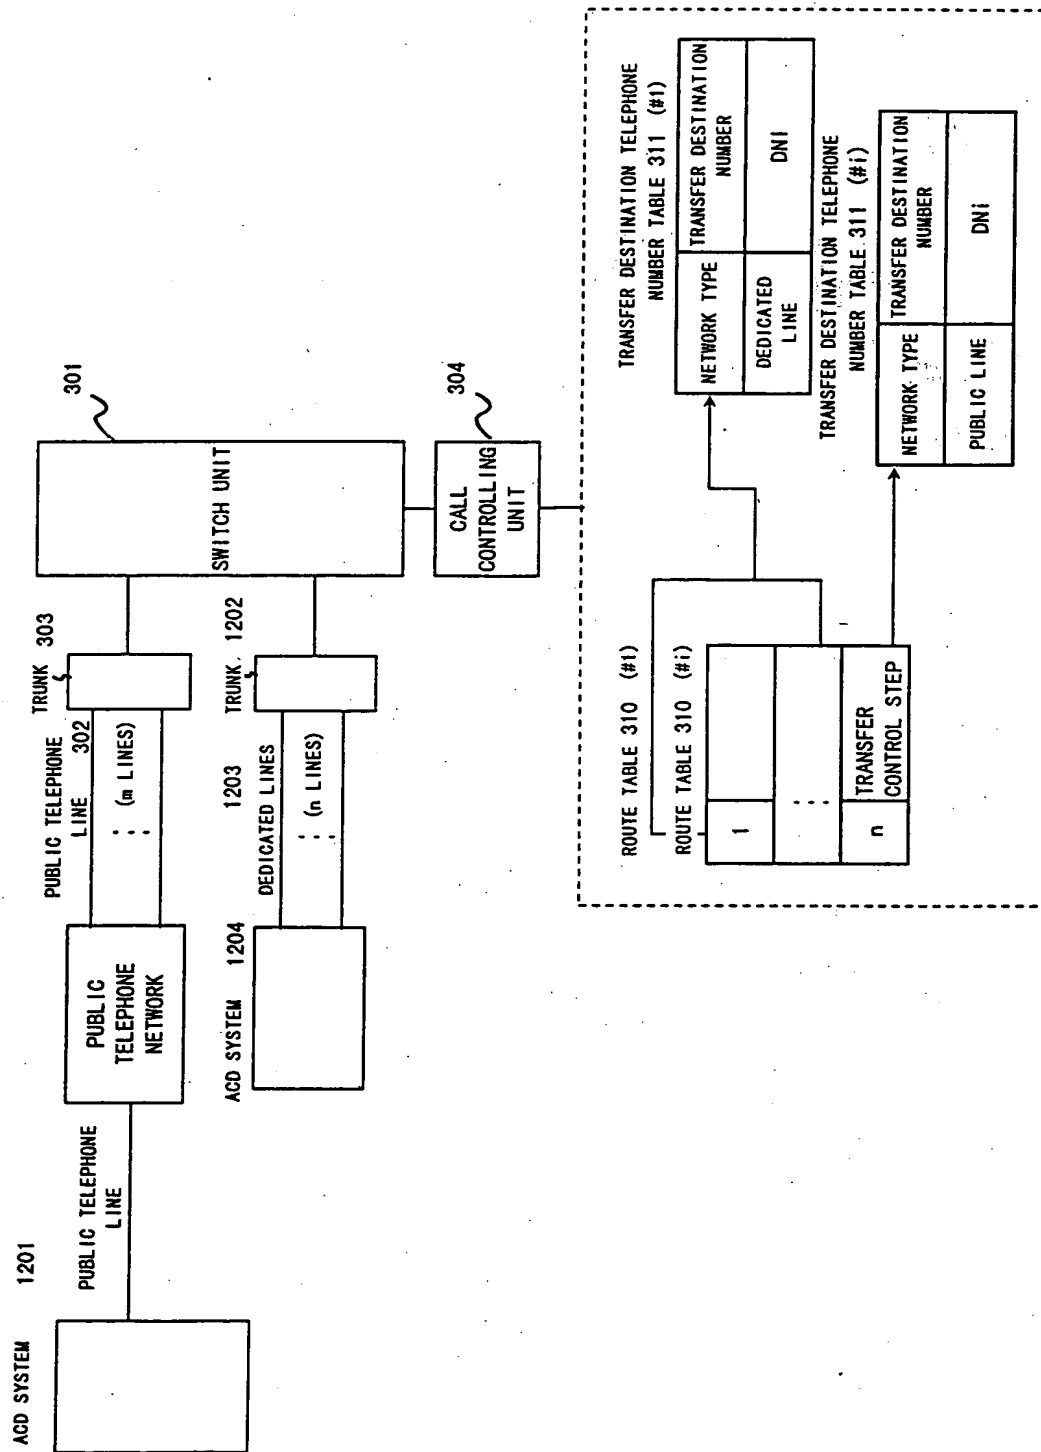 ACD SYSTEM 1201
PUBLIC TELEPHONE
LINE
PUBLIC
TELEPHONE
NETWORK
PUBLIC TELEPHONE
LINE 302
(m LINES)
TRUNK 303
ACD SYSTEM 1204
DEDICATED LINES 1203
(n LINES)
TRUNK. 1202
SWITCH UNIT
301
CALL
CONTROLLING
UNIT
304
ROUTE TABLE 310 (#1)
ROUTE TABLE 310 (#i)
1
n
TRANSFER
CONTROL STEP
TRANSFER DESTINATION TELEPHONE
NUMBER TABLE 311 (#1)
NETWORK TYPE
TRANSFER DESTINATION
NUMBER
DEDICATED
LINE
DNi
TRANSFER DESTINATION TELEPHONE
NUMBER TABLE 311 (#i)
NETWORK TYPE
TRANSFER DESTINATION
NUMBER
PUBLIC LINE
DNi